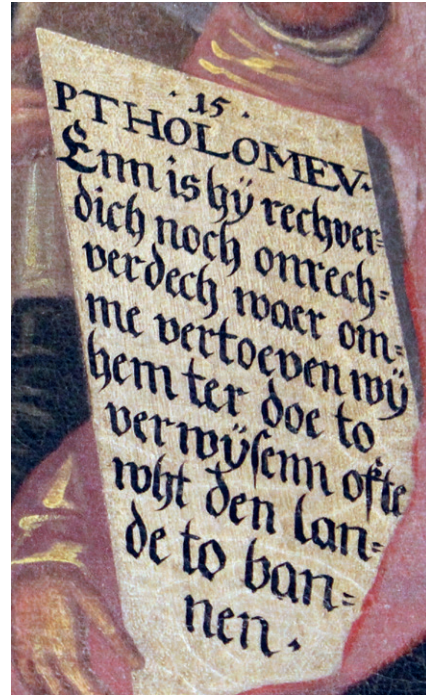 · 15 ·
PTHOLOMEV·
Enn is hÿ rechver=
dich noch onrech=
verdech waer om=
me vertoeven wÿ
hem ter doe to
verwÿsenn ofte
wht den lan=
de to ban=
nen ·